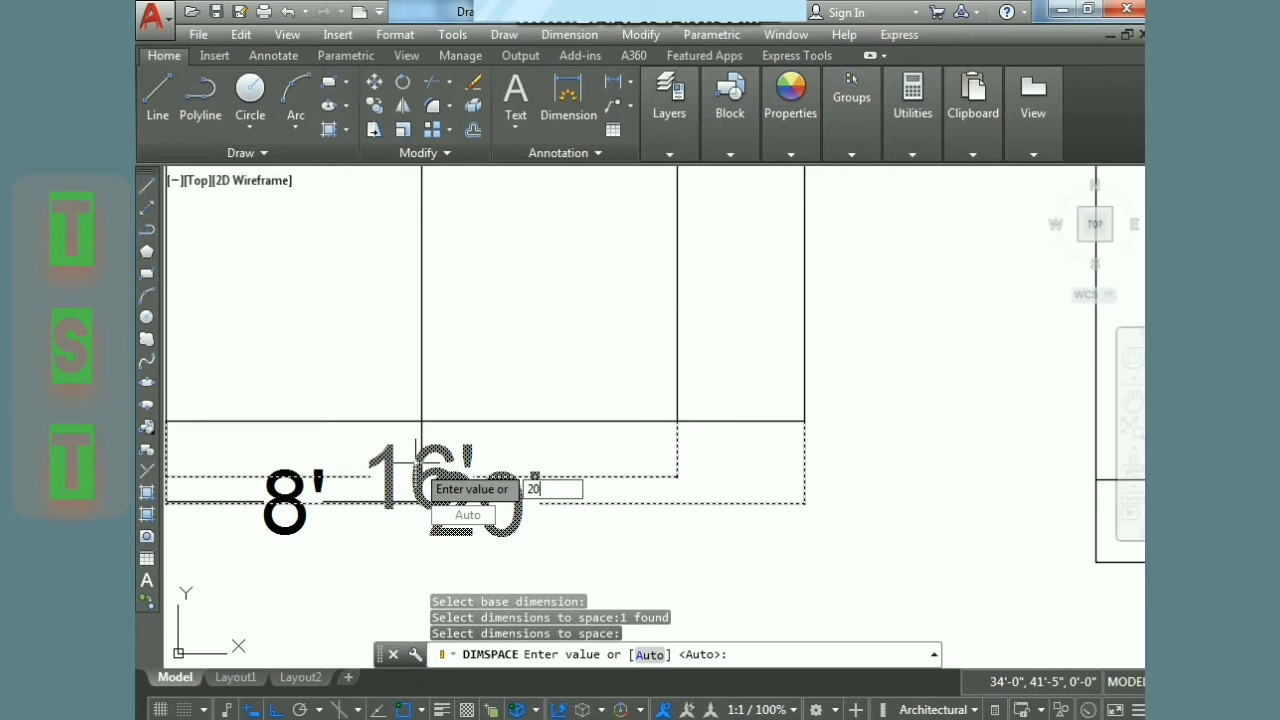 Dra
Sign In
File Edit View Insert Format Tools Draw Dimension Modify Parametric Window Help Express
Home Insert Annotate Parametric View Manage Output Add-ins A360 Featured Apps Express Tools
Line Polyline Circle Arc Text Dimension Layers Block Properties Groups Utilities Clipboard View
Draw Modify Annotation
[−][Top][2D Wireframe]
N
W TOP E
S
WCS
T
S
T
8' 16'
Enter value or 20
Auto
Y
X
Select base dimension:
Select dimensions to space:1 found
Select dimensions to space:
DIMSPACE Enter value or [Auto] <Auto>:
Model Layout1 Layout2 +
34'-0", 41'-5", 0'-0" MODEL
1:1 / 100% Architectural